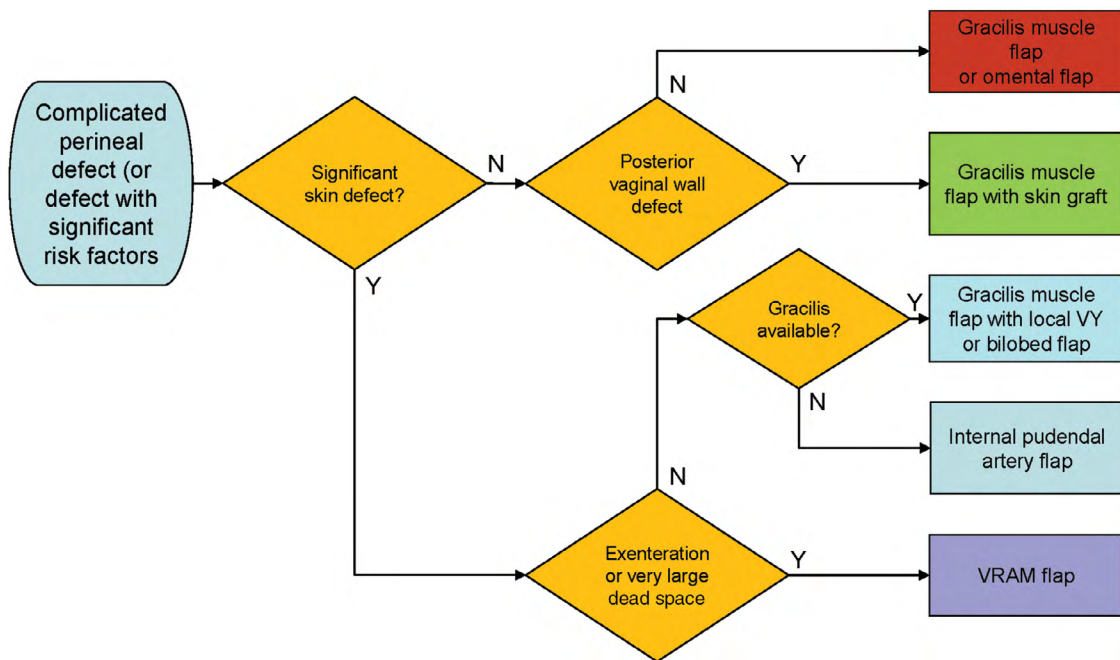 Complicated
perineal
defect (or
defect with
significant
risk factors
Significant
skin defect?
N
Y
Posterior
vaginal wall
defect
N
Y
Gracilis muscle
flap
or omental flap
Gracilis muscle
flap with skin graft
Exenteration
or very large
dead space
N
Y
Gracilis
available?
Y
N
Gracilis muscle
flap with local VY
or bilobed flap
Internal pudendal
artery flap
VRAM flap